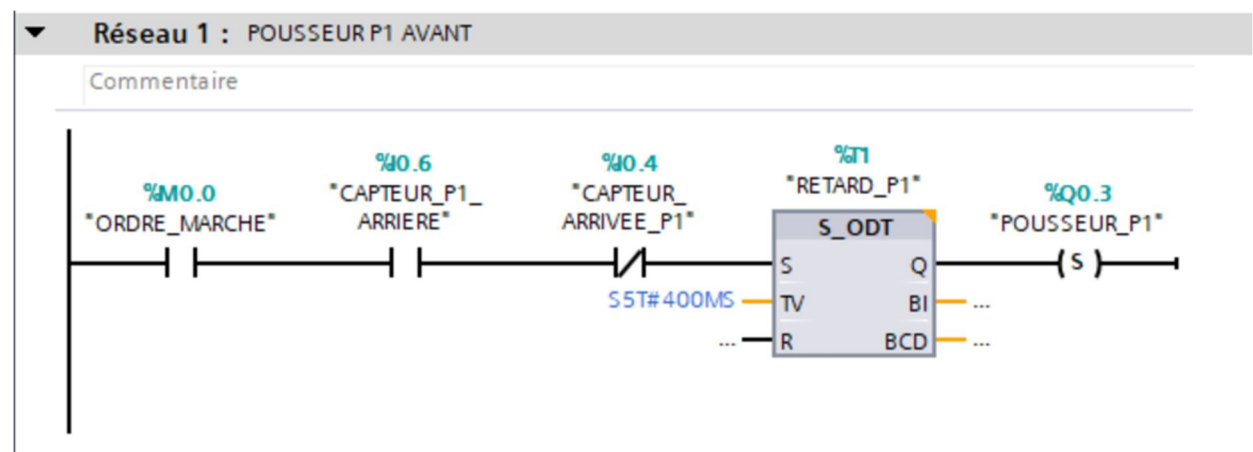 Réseau 1 : POUSSEUR P1 AVANT
Commentaire
%M0.0
"ORDRE_MARCHE"
%I0.6
"CAPTEUR_P1_
ARRIERE"
%I0.4
"CAPTEUR_
ARRIVEE_P1"
%T1
"RETARD_P1"
S_ODT
S
Q
S5T#400MS
TV
BI
...
...
R
BCD
...
%Q0.3
"POUSSEUR_P1"
S